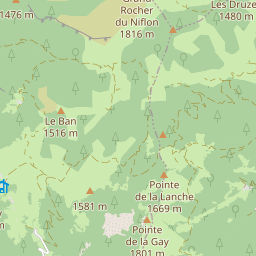 Grand
Rocher
du Niflon
1816 m
Les Druze
1480 m
1476 m
Le Ban
1516 m
Pointe
de la Lanche
1669 m
1581 m
Pointe
de la Gay
1801 m